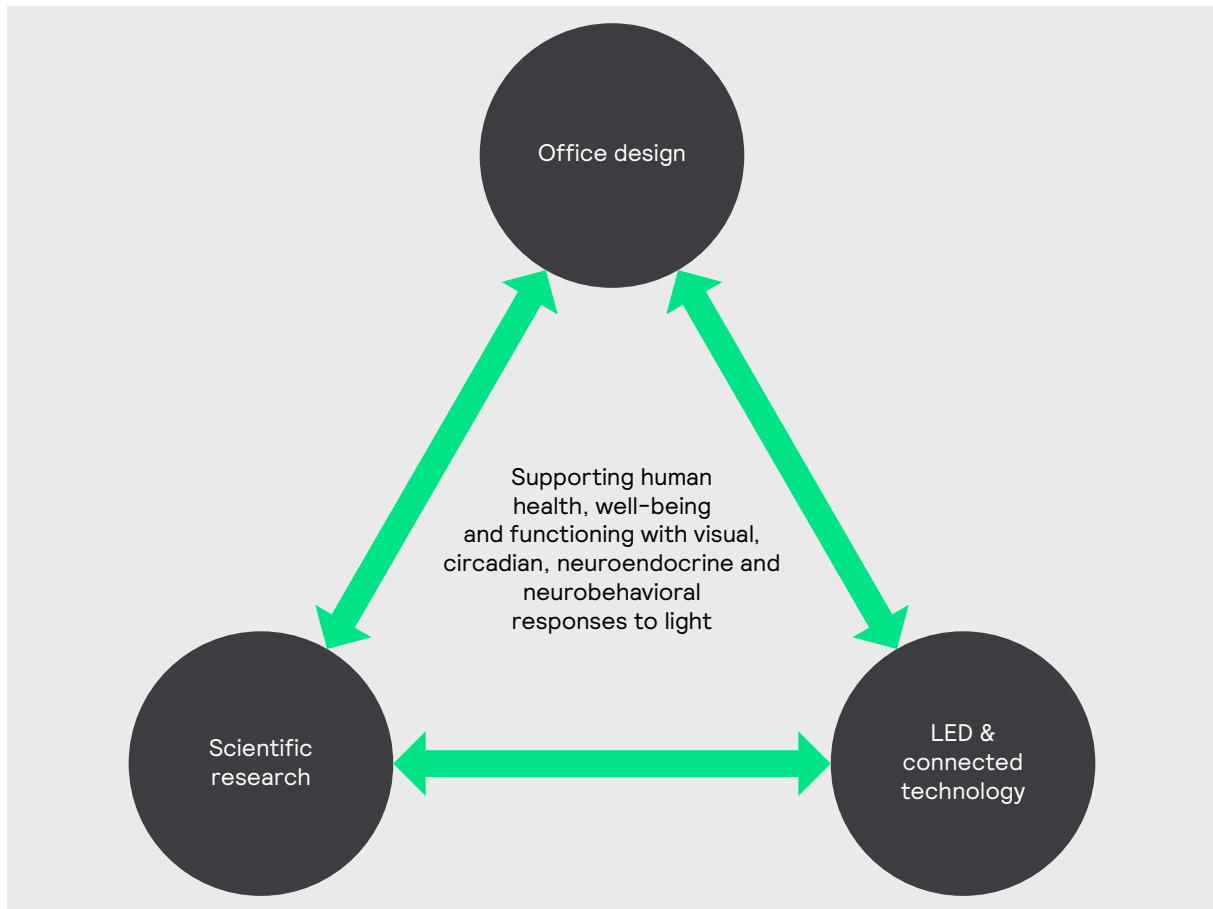 Office design
Supporting human
health, well-being
and functioning with visual,
circadian, neuroendocrine and
neurobehavioral
responses to light
Scientific
research
LED &
connected
technology